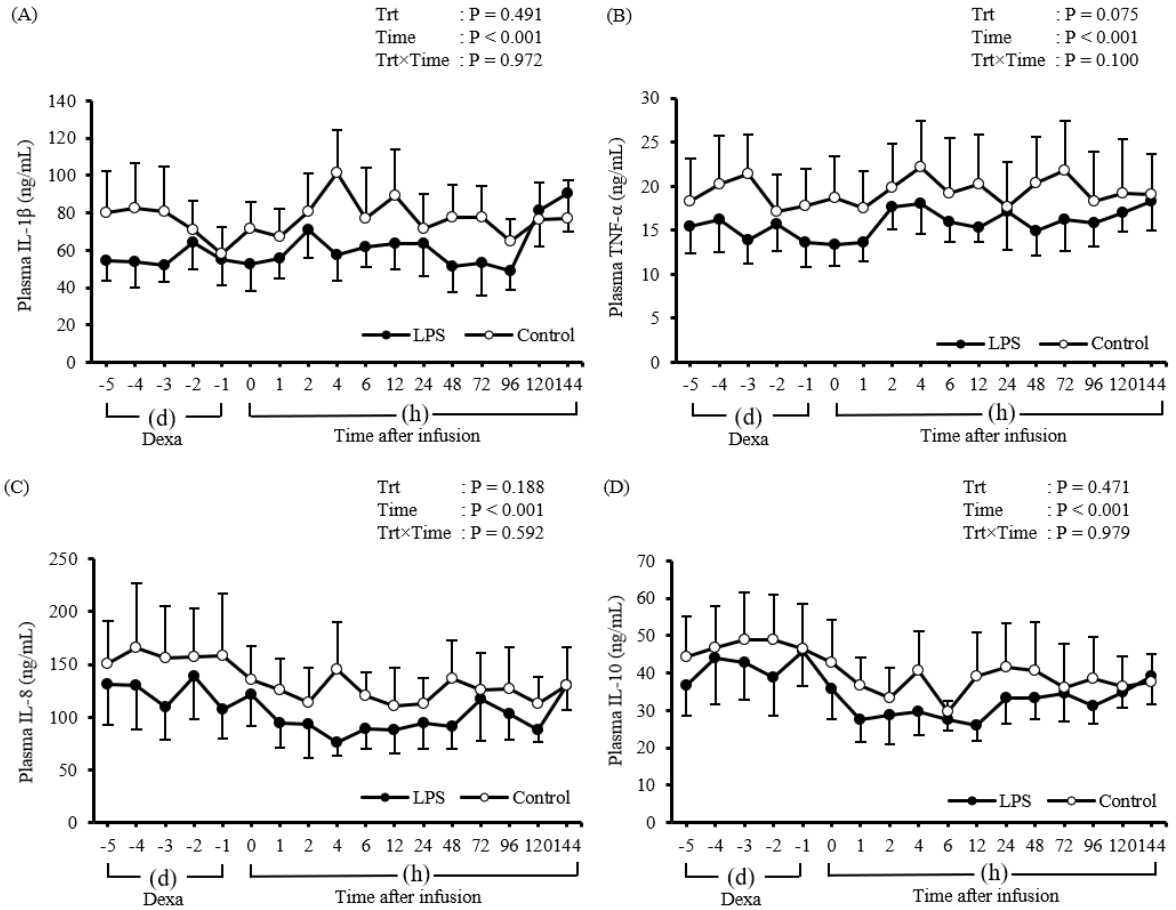 (A)
Trt : P = 0.491
Time : P < 0.001
Trt×Time : P = 0.972
Plasma IL-1β (ng/mL)
140
120
100
80
60
40
20
0
LPS Control
-5 -4 -3 -2 -1 0 1 2 4 6 12 24 48 72 96 120 144
(d) (h)
Dexa Time after infusion
(B)
Trt : P = 0.075
Time : P < 0.001
Trt×Time : P = 0.100
Plasma TNF-α (ng/mL)
30
25
20
15
10
5
0
LPS Control
-5 -4 -3 -2 -1 0 1 2 4 6 12 24 48 72 96 120 144
(d) (h)
Dexa Time after infusion
(C)
Trt : P = 0.188
Time : P < 0.001
Trt×Time : P = 0.592
Plasma IL-8 (ng/mL)
250
200
150
100
50
0
LPS Control
-5 -4 -3 -2 -1 0 1 2 4 6 12 24 48 72 96 120 144
(d) (h)
Dexa Time after infusion
(D)
Trt : P = 0.471
Time : P < 0.001
Trt×Time : P = 0.979
Plasma IL-10 (ng/mL)
70
60
50
40
30
20
10
0
LPS Control
-5 -4 -3 -2 -1 0 1 2 4 6 12 24 48 72 96 120 144
(d) (h)
Dexa Time after infusion